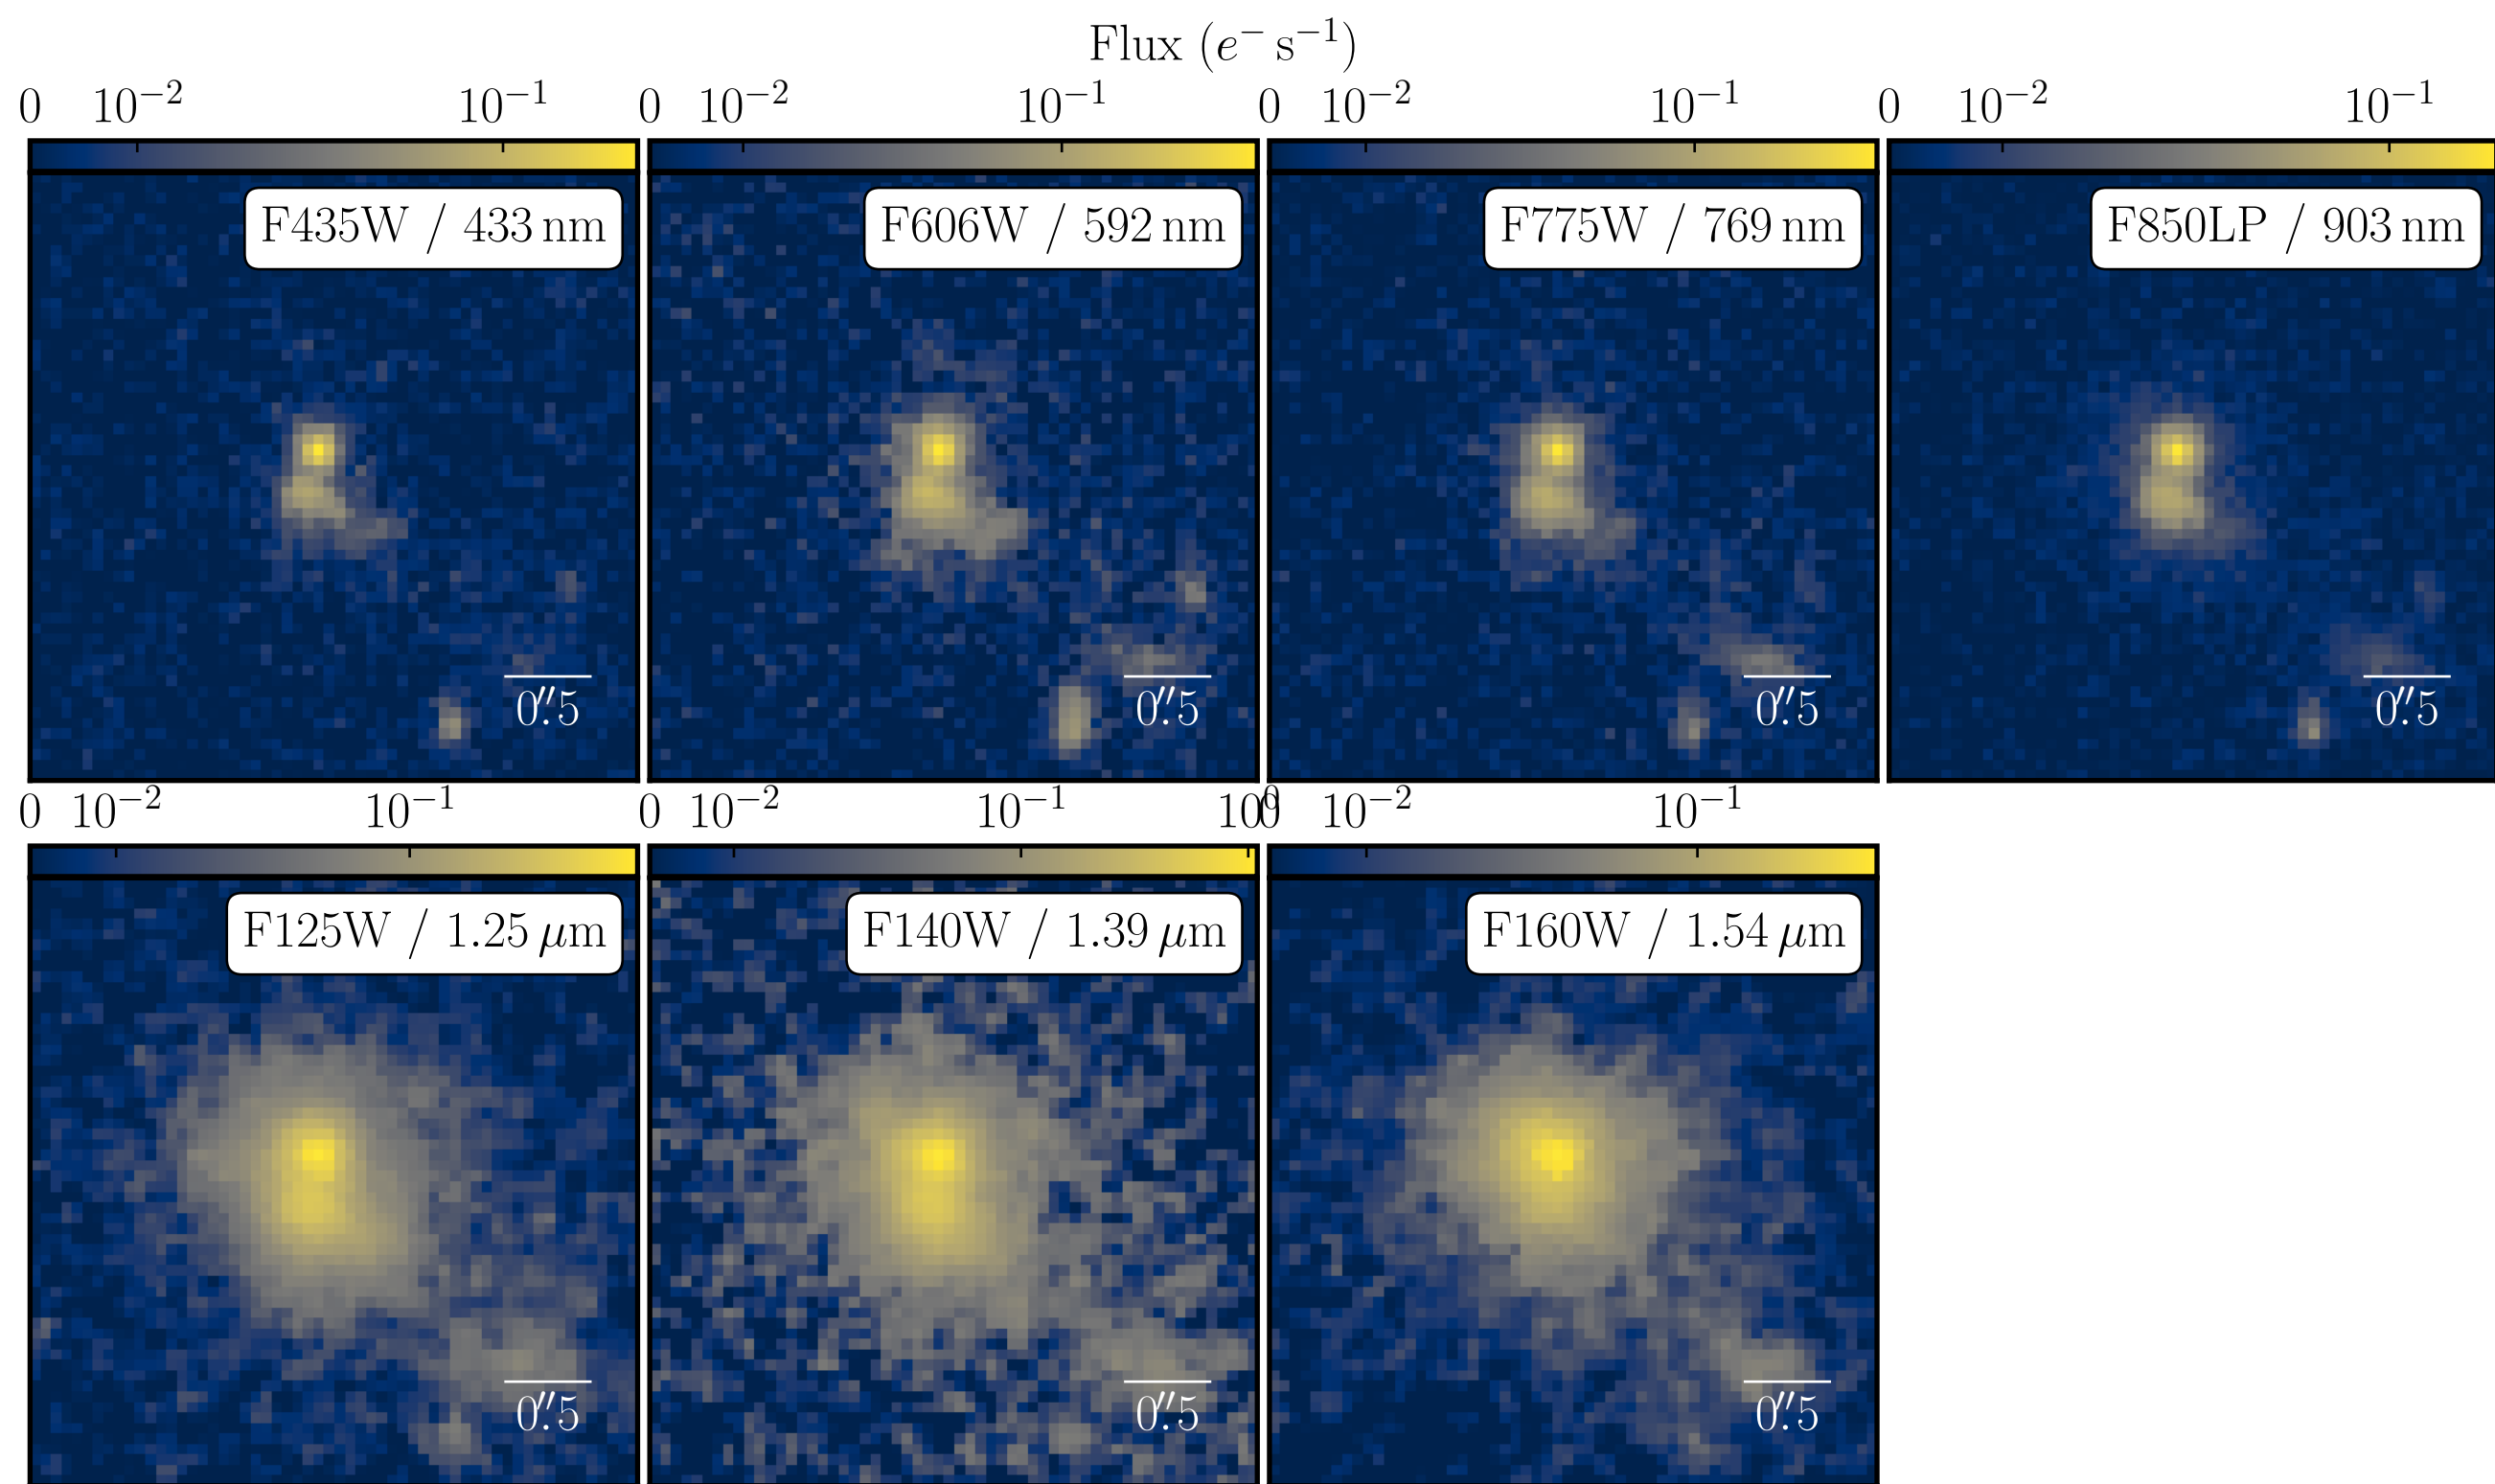 Flux (e⁻ s⁻¹)
0 10⁻² 10⁻¹ 0 10⁻² 10⁻¹ 0 10⁻² 10⁻¹ 0 10⁻² 10⁻¹
F435W / 433 nm F606W / 592 nm F775W / 769 nm F850LP / 903 nm
0″.5 0″.5 0″.5 0″.5
0 10⁻² 10⁻¹ 0 10⁻² 10⁻¹ 10⁰ 0 10⁻² 10⁻¹
F125W / 1.25 μm F140W / 1.39 μm F160W / 1.54 μm
0″.5 0″.5 0″.5